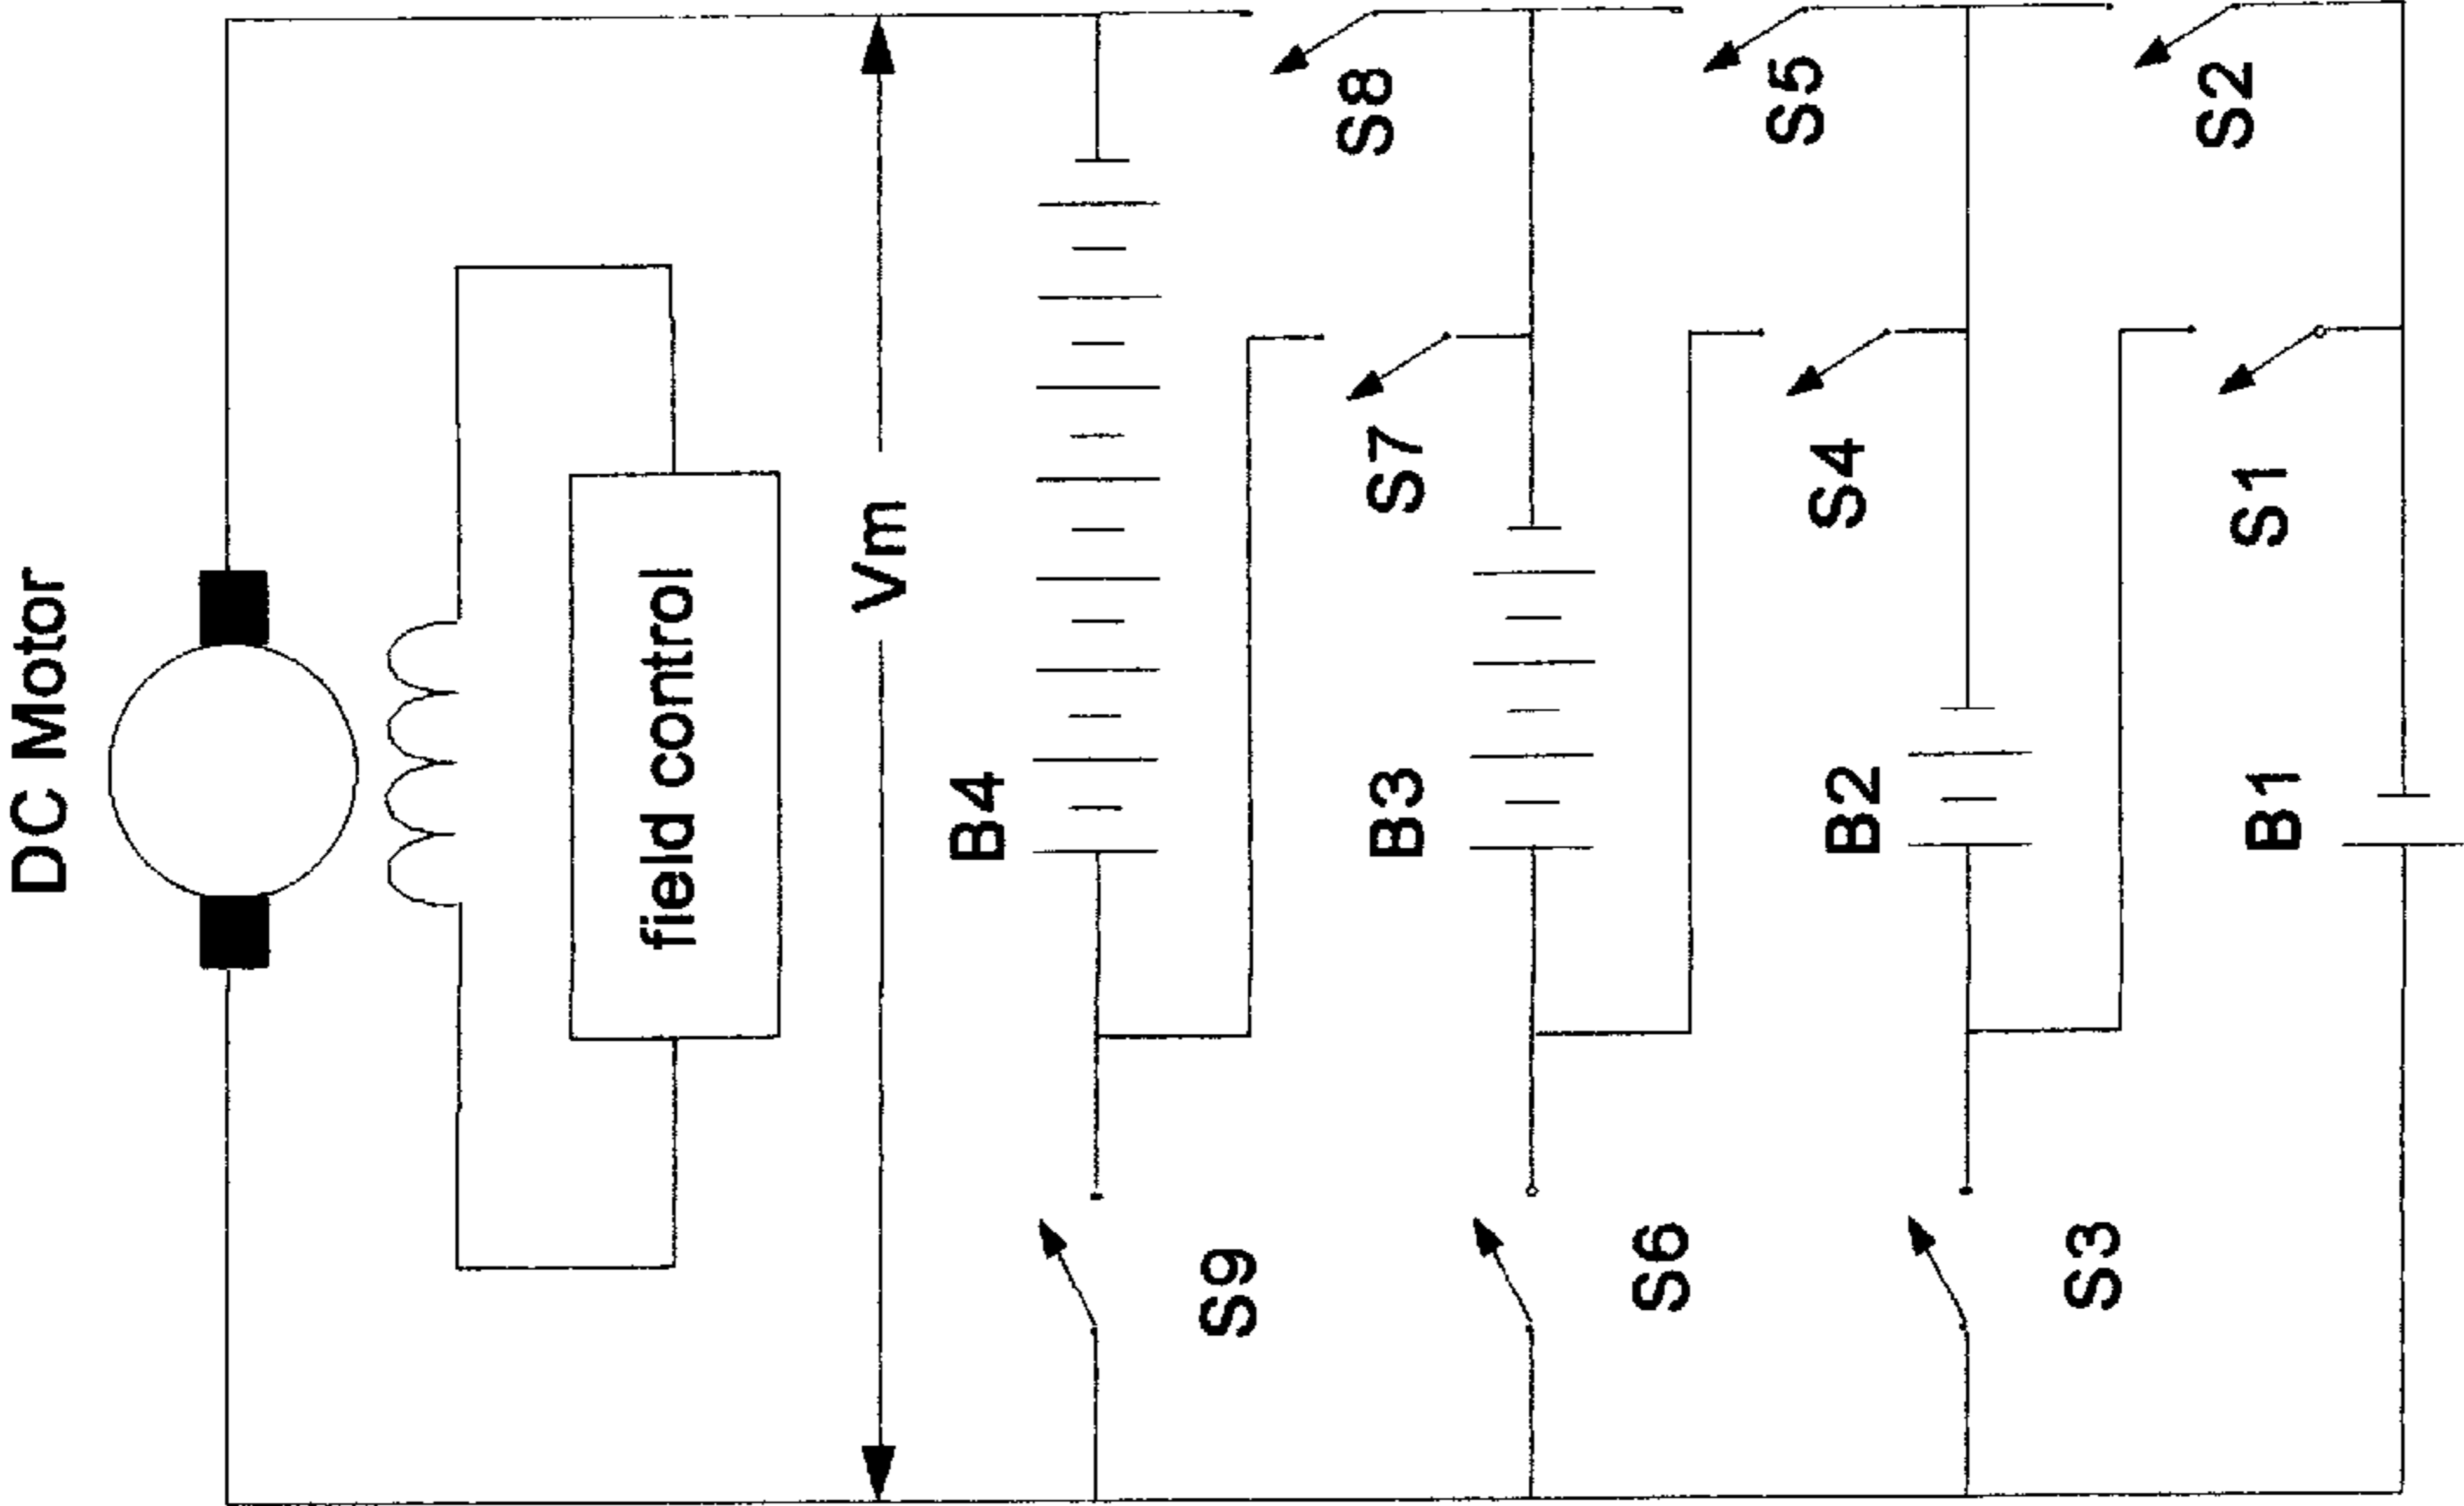 DC Motor
field control
Vm
B4
S9
S8
S7
B3
S6
S5
S4
B2
S3
S2
S1
B1